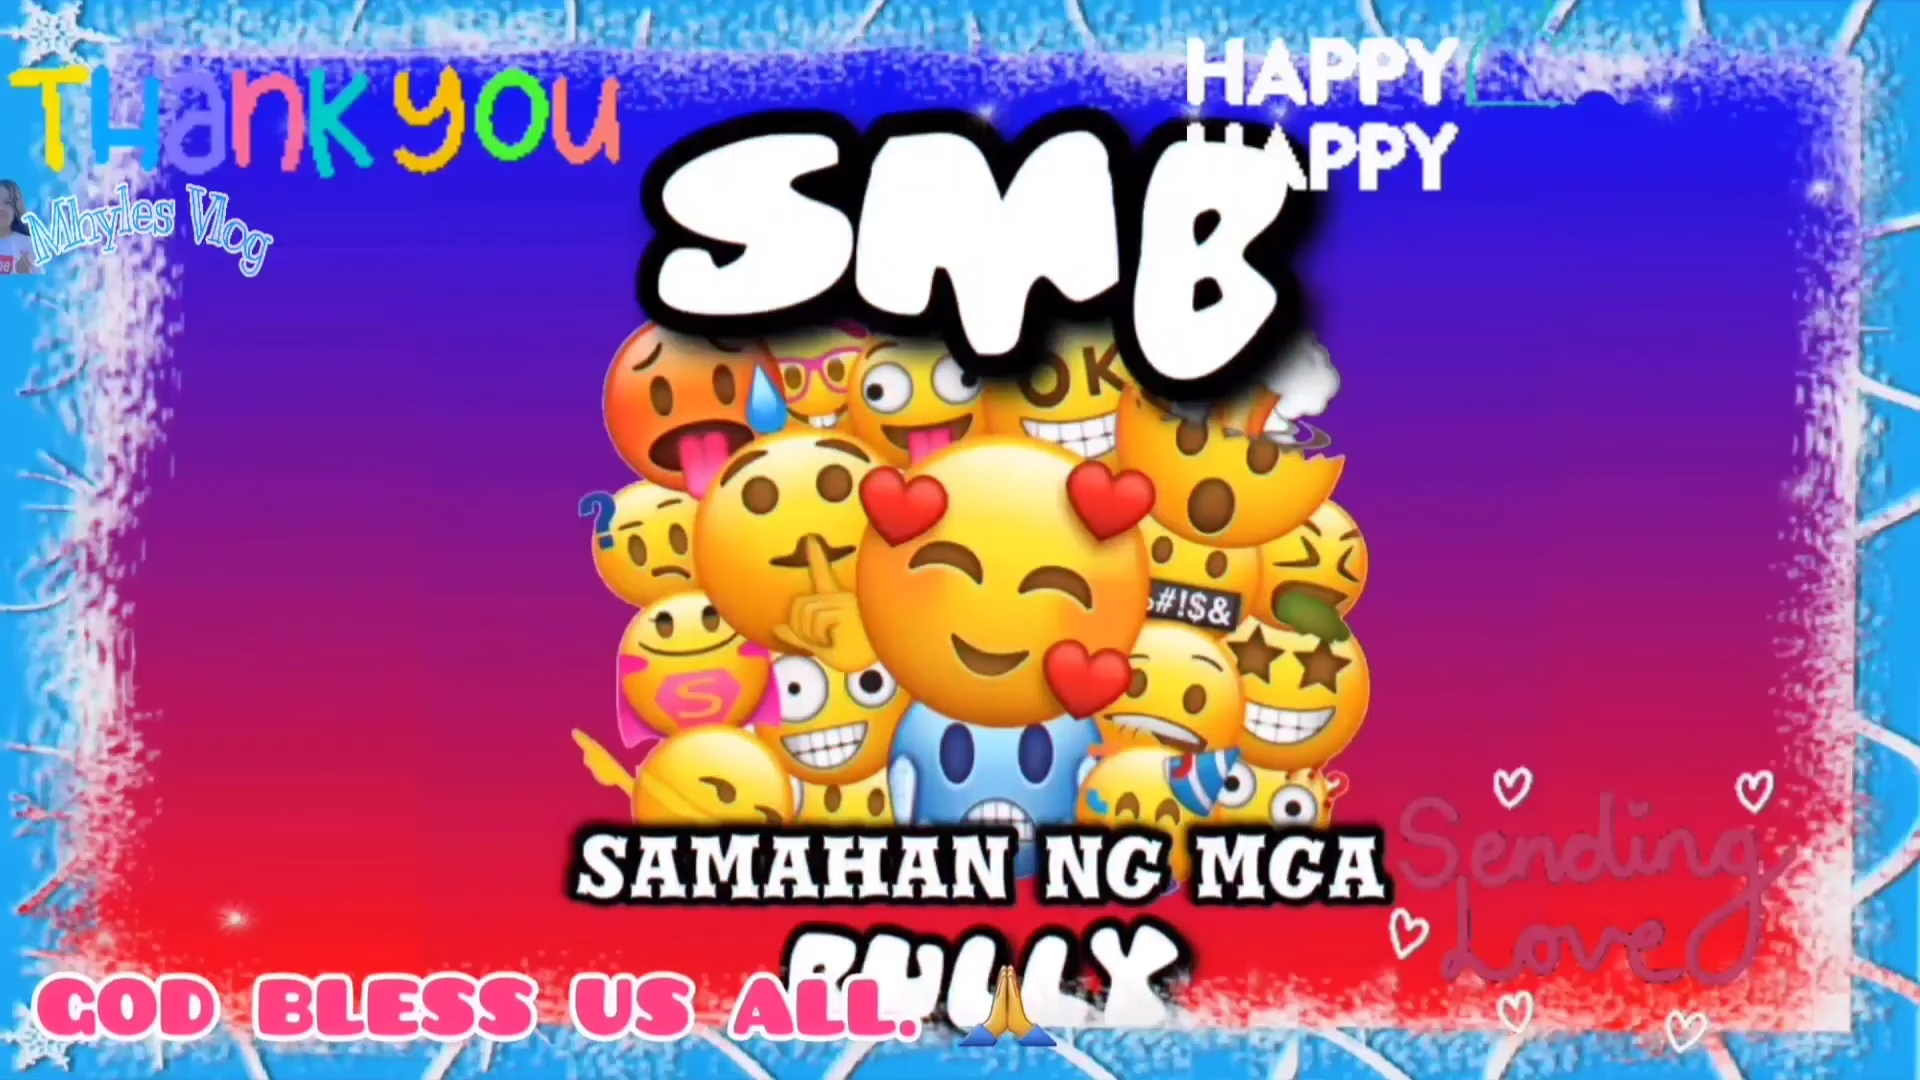 THANK YOU
HAPPY
HAPPY
Mhyles Vlog
SMB
OK
#!$&
S
SAMAHAN NG MGA
BULLY
Sending
Love
GOD BLESS US ALL. 🙏